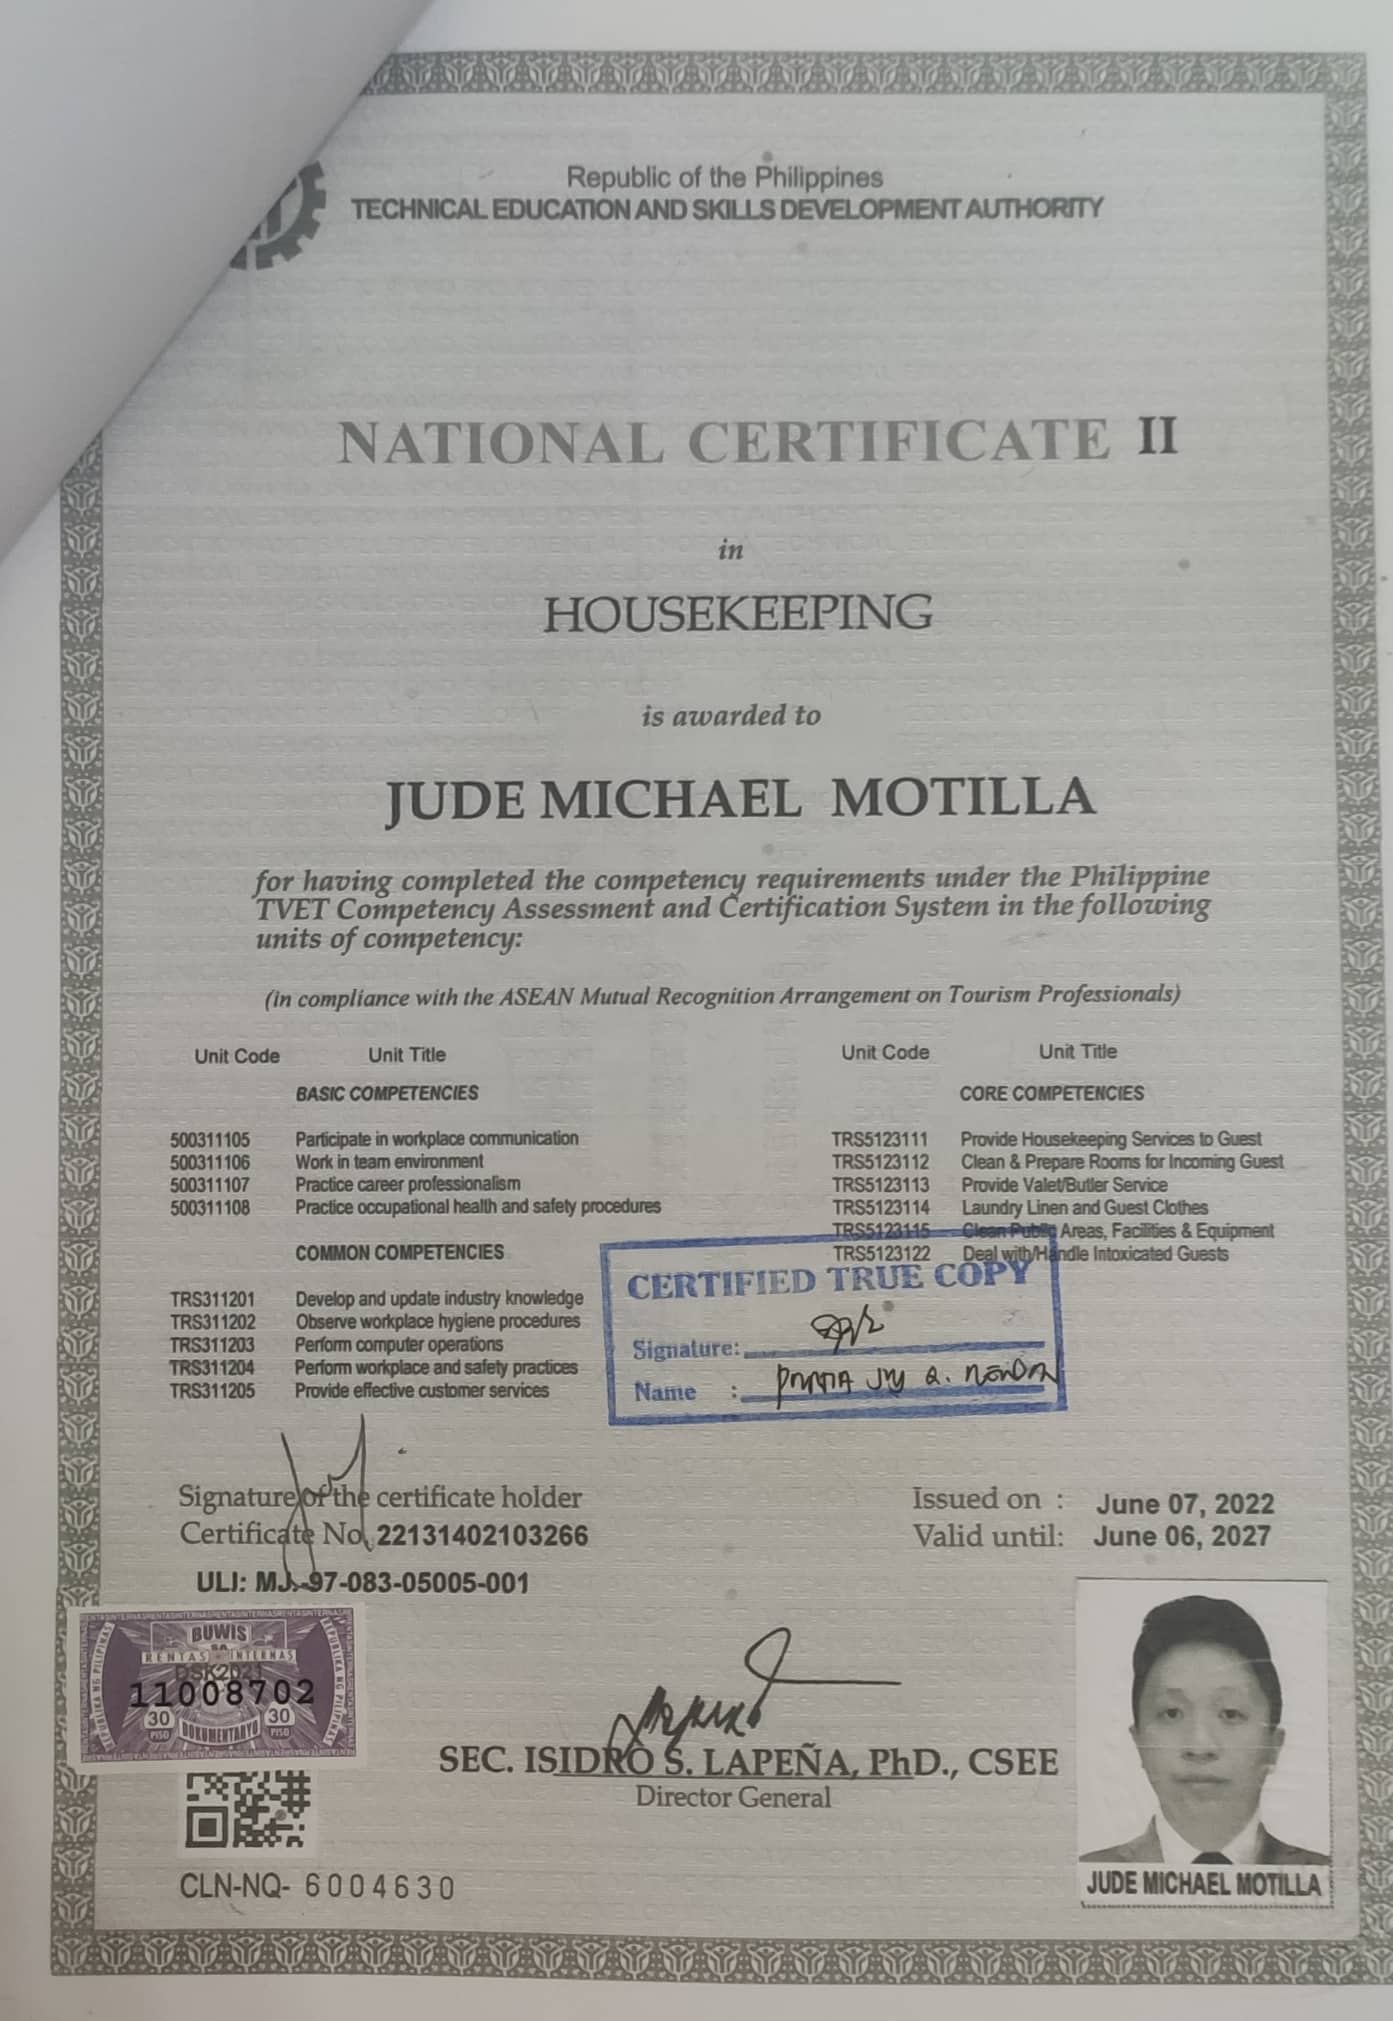 Republic of the Philippines
TECHNICAL EDUCATION AND SKILLS DEVELOPMENT AUTHORITY
NATIONAL CERTIFICATE II
in
HOUSEKEEPING
is awarded to
JUDE MICHAEL MOTILLA
for having completed the competency requirements under the Philippine
TVET Competency Assessment and Certification System in the following
units of competency:
(in compliance with the ASEAN Mutual Recognition Arrangement on Tourism Professionals)
Unit Code Unit Title
BASIC COMPETENCIES
500311105 Participate in workplace communication
500311106 Work in team environment
500311107 Practice career professionalism
500311108 Practice occupational health and safety procedures
COMMON COMPETENCIES
TRS311201 Develop and update industry knowledge
TRS311202 Observe workplace hygiene procedures
TRS311203 Perform computer operations
TRS311204 Perform workplace and safety practices
TRS311205 Provide effective customer services
Unit Code Unit Title
CORE COMPETENCIES
TRS5123111 Provide Housekeeping Services to Guest
TRS5123112 Clean & Prepare Rooms for Incoming Guest
TRS5123113 Provide Valet/Butler Service
TRS5123114 Laundry Linen and Guest Clothes
TRS5123115 Clean Public Areas, Facilities & Equipment
TRS5123122 Deal with/Handle Intoxicated Guests
CERTIFIED TRUE COPY
Signature:
Name :
Signature of the certificate holder
Certificate No. 22131402103266
ULI: MJ-97-083-05005-001
Issued on : June 07, 2022
Valid until: June 06, 2027
BUWIS
SA
RENTAS INTERNAS
DSK2021
11008702
30 PISO
DOKUMENTARYO
30 PISO
REPUBLIKA NG PILIPINAS
REPUBLIKA NG PILIPINAS
SEC. ISIDRO S. LAPEÑA, PhD., CSEE
Director General
CLN-NQ- 6004630
JUDE MICHAEL MOTILLA